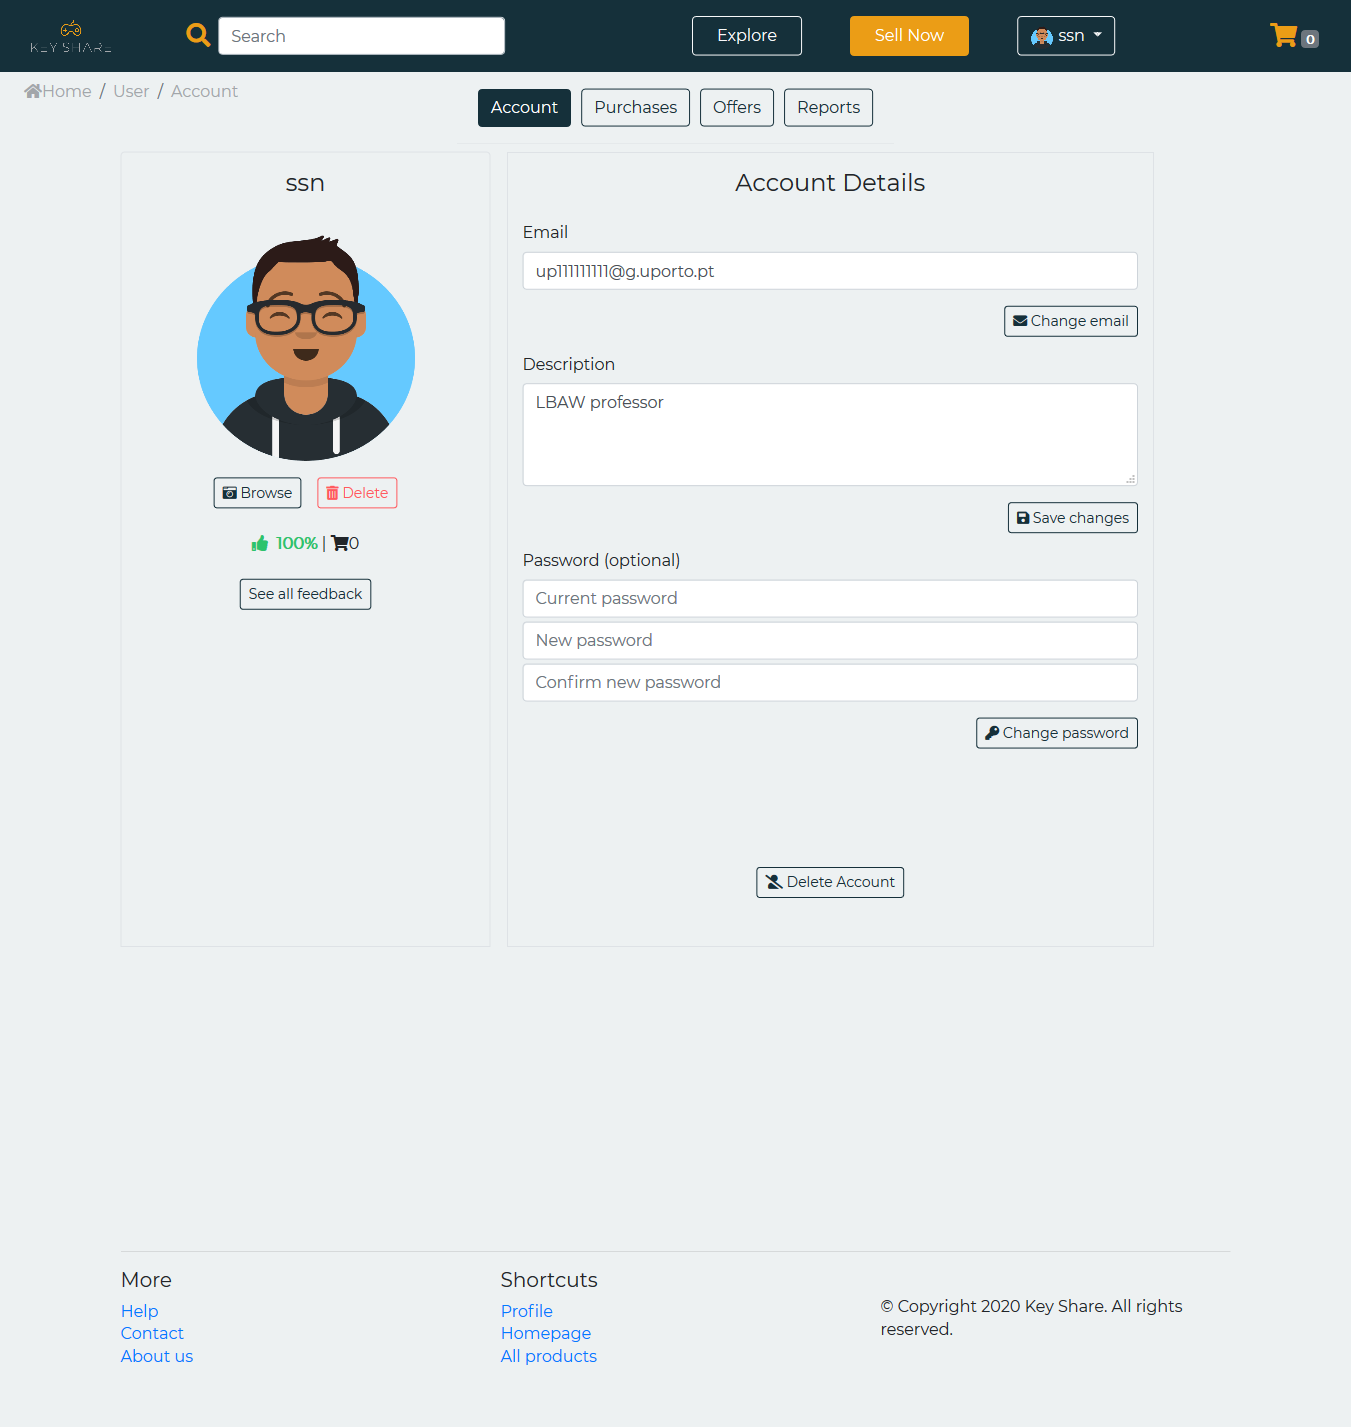 KEY SHARE
Search
Explore
Sell Now
ssn
0
Home / User / Account
Account
Purchases
Offers
Reports
ssn
Browse
Delete
100% | 0
See all feedback
Account Details
Email
up111111111@g.uporto.pt
Change email
Description
LBAW professor
Save changes
Password (optional)
Current password
New password
Confirm new password
Change password
Delete Account
More
Help
Contact
About us
Shortcuts
Profile
Homepage
All products
© Copyright 2020 Key Share. All rights
reserved.